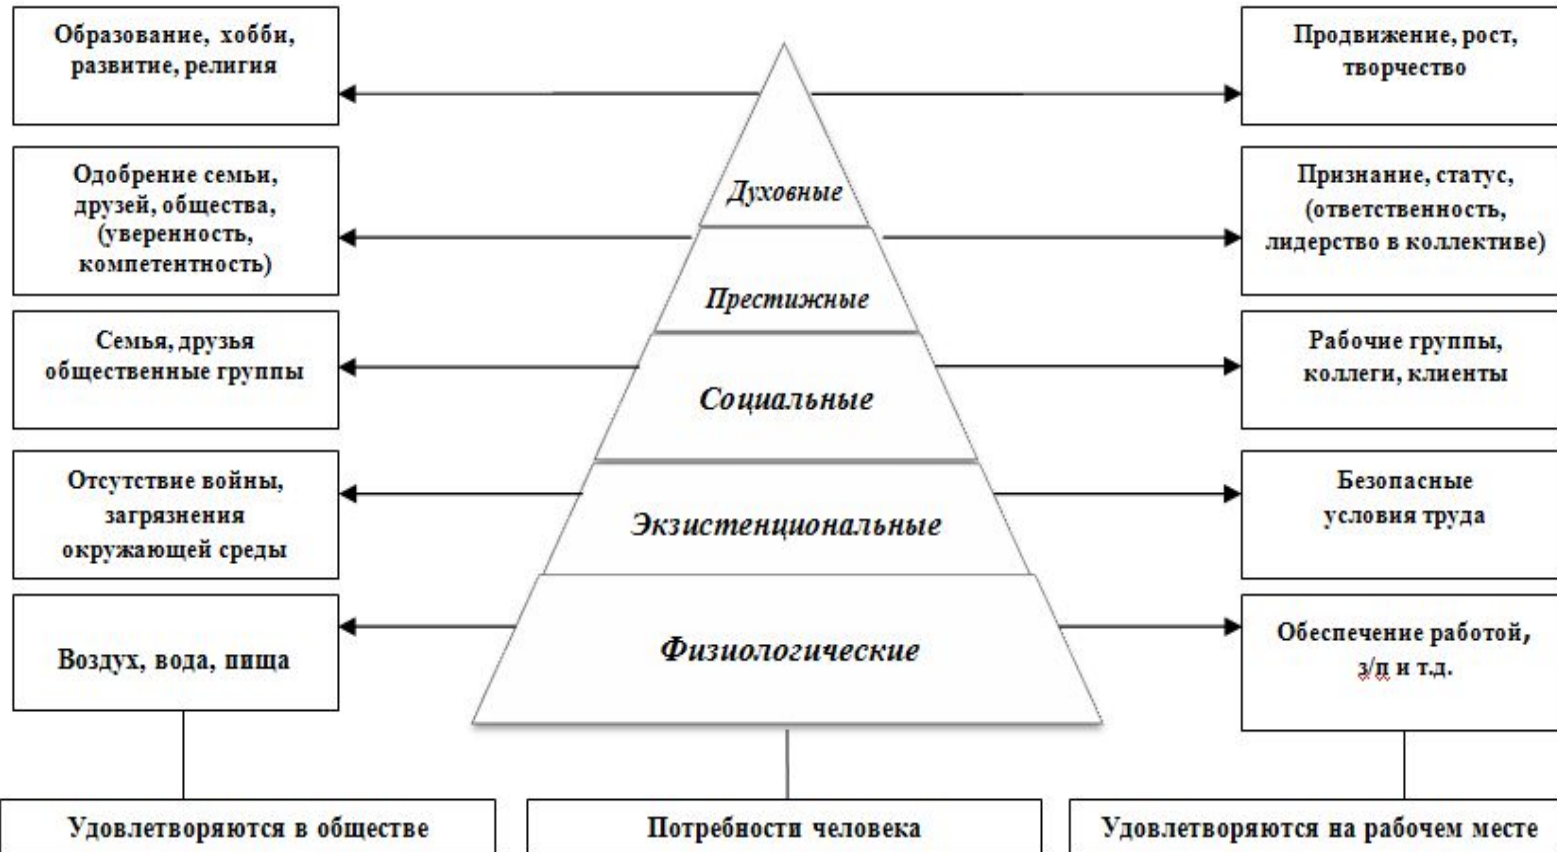 Образование, хобби,
развитие, религия
Продвижение, рост,
творчество
Духовные
Одобрение семьи,
друзей, общества,
(уверенность,
компетентность)
Признание, статус,
(ответственность,
лидерство в коллективе)
Престижные
Семья, друзья
общественные группы
Рабочие группы,
коллеги, клиенты
Социальные
Отсутствие войны,
загрязнения
окружающей среды
Безопасные
условия труда
Экзистенциональные
Воздух, вода, пища
Обеспечение работой,
з/п и т.д.
Физиологические
Удовлетворяются в обществе
Потребности человека
Удовлетворяются на рабочем месте